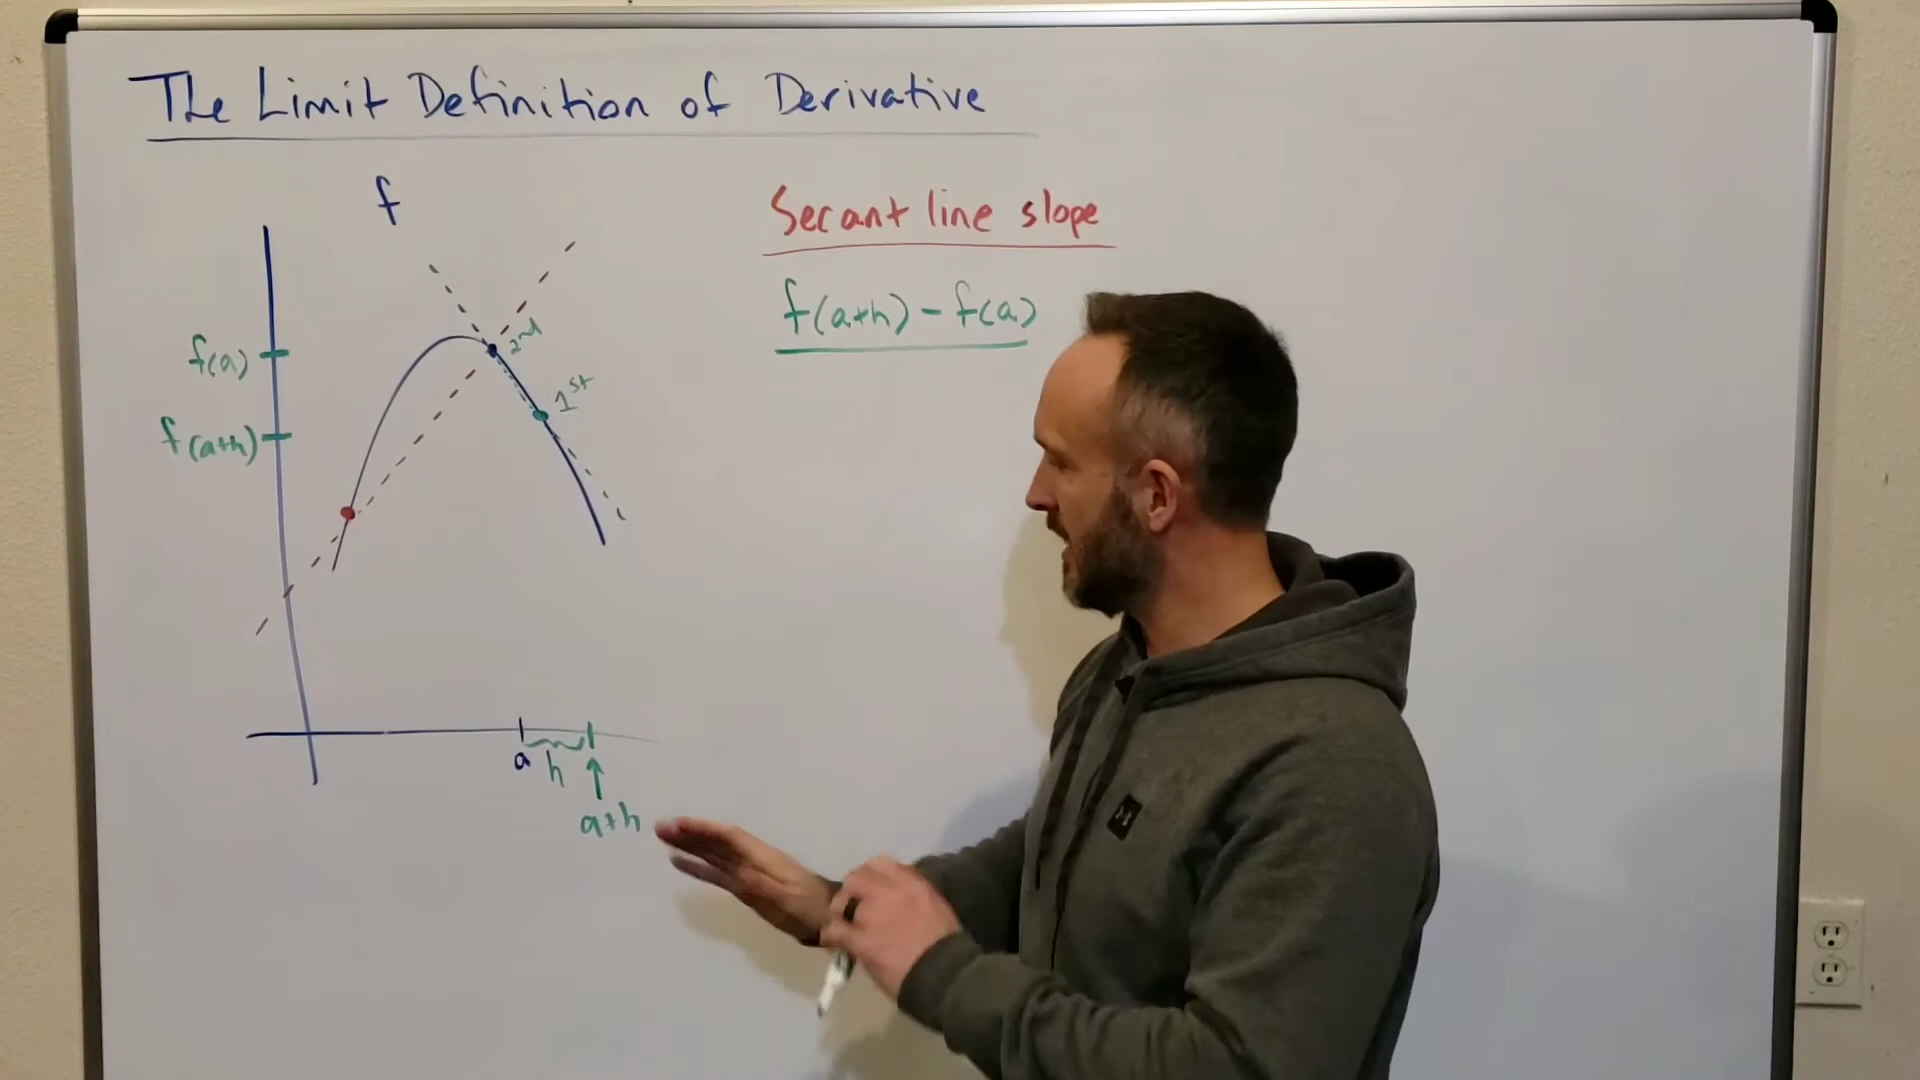 The Limit Definition of Derivative
f
Secant line slope
f(a+h) - f(a)
2nd
f(a)
1st
f(a+h)
a
h
a+h